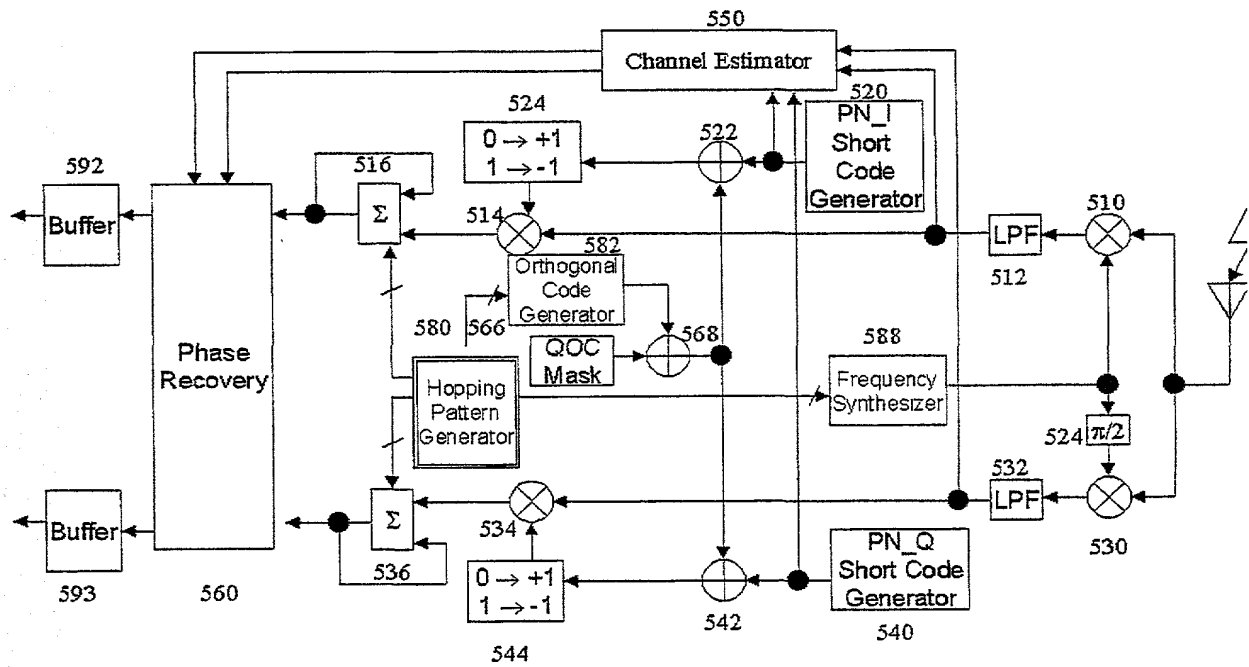 550
Channel Estimator
524
0 → +1
1 → -1
522
520
PN_I
Short
Code
Generator
592
Buffer
516
Σ
514
510
LPF
512
582
Orthogonal
Code
Generator
580
566
QOC
Mask
568
588
Phase
Recovery
Hopping
Pattern
Generator
Frequency
Synthesizer
524
π/2
532
LPF
530
Σ
534
536
Buffer
593
560
0 → +1
1 → -1
544
542
PN_Q
Short Code
Generator
540